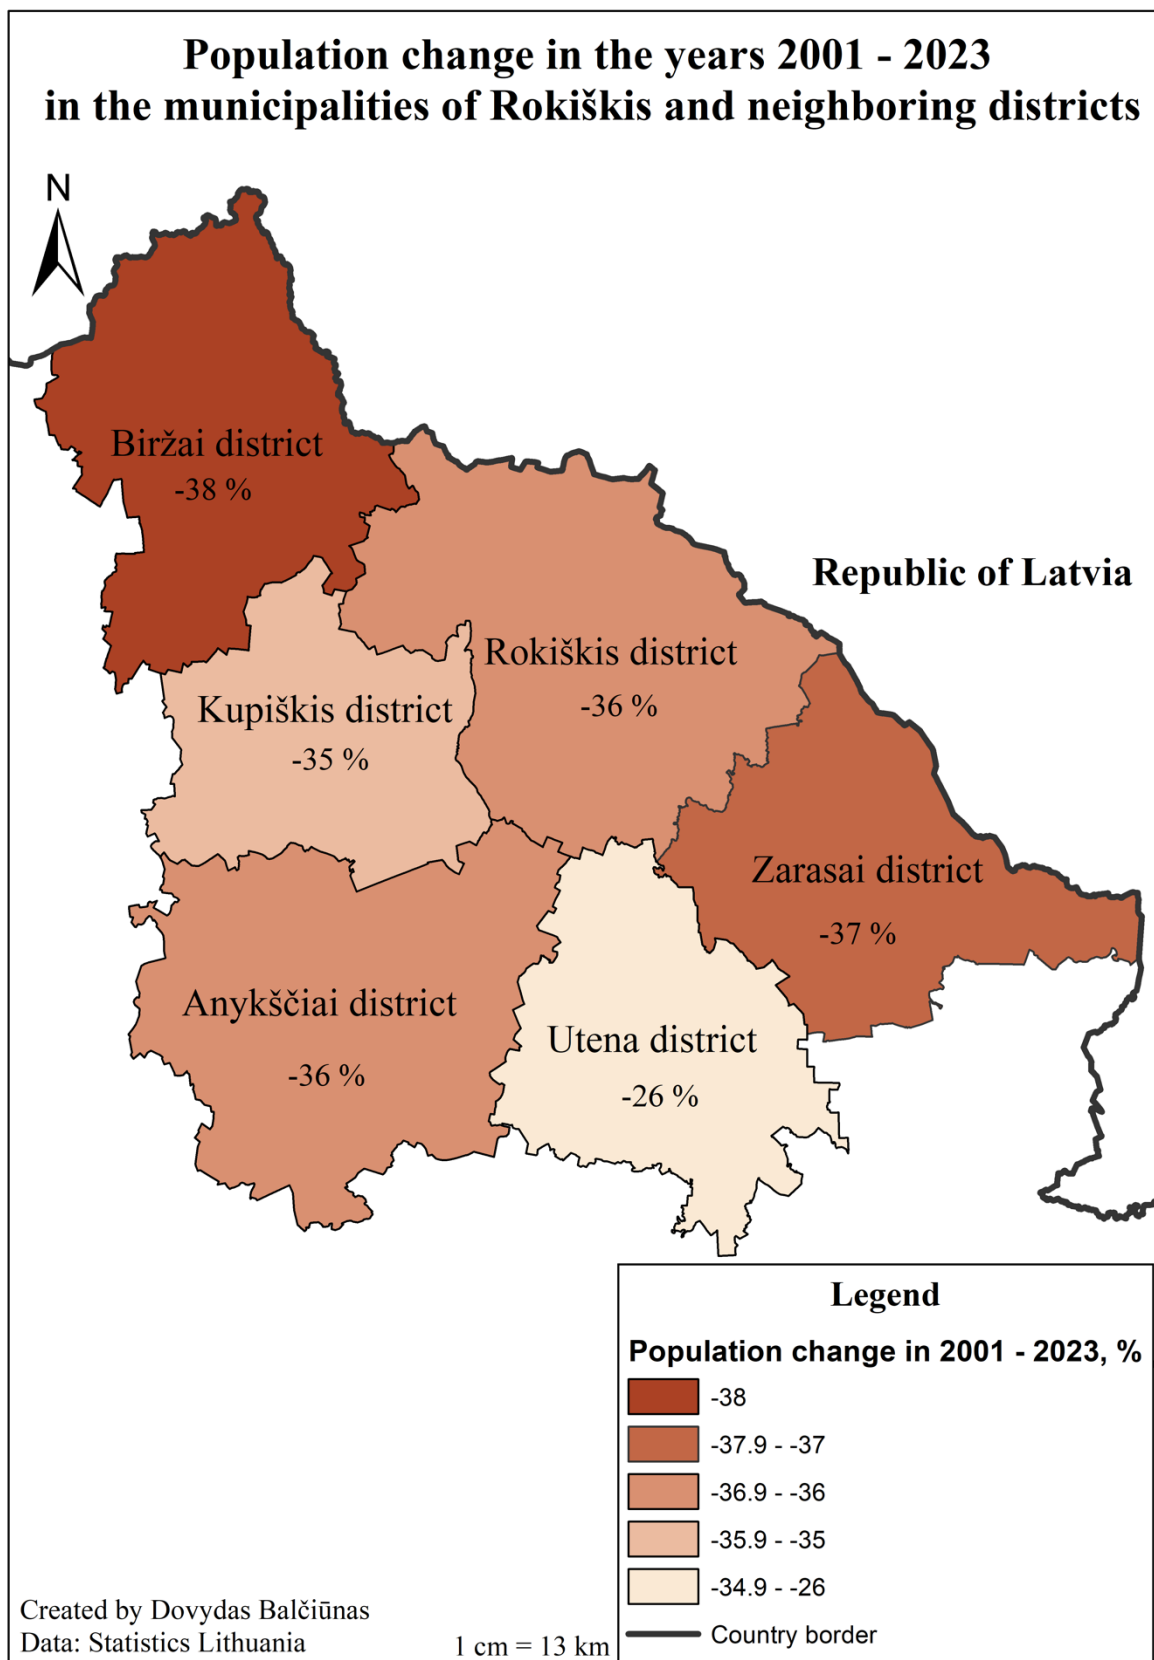 Population change in the years 2001 - 2023
in the municipalities of Rokiškis and neighboring districts
N
Biržai district
-38 %
Republic of Latvia
Rokiškis district
-36 %
Kupiškis district
-35 %
Zarasai district
-37 %
Anykščiai district
-36 %
Utena district
-26 %
Legend
Population change in 2001 - 2023, %
-38
-37.9 - -37
-36.9 - -36
-35.9 - -35
-34.9 - -26
Country border
Created by Dovydas Balčiūnas
Data: Statistics Lithuania
1 cm = 13 km